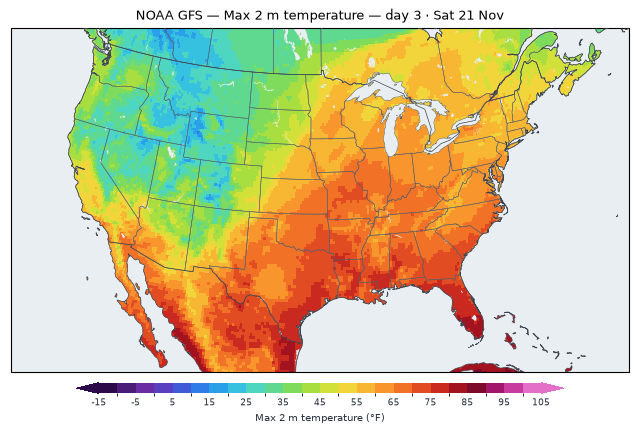 NOAA GFS — Max 2 m temperature — day 3 · Sat 21 Nov
-15 -5 5 15 25 35 45 55 65 75 85 95 105
Max 2 m temperature (°F)